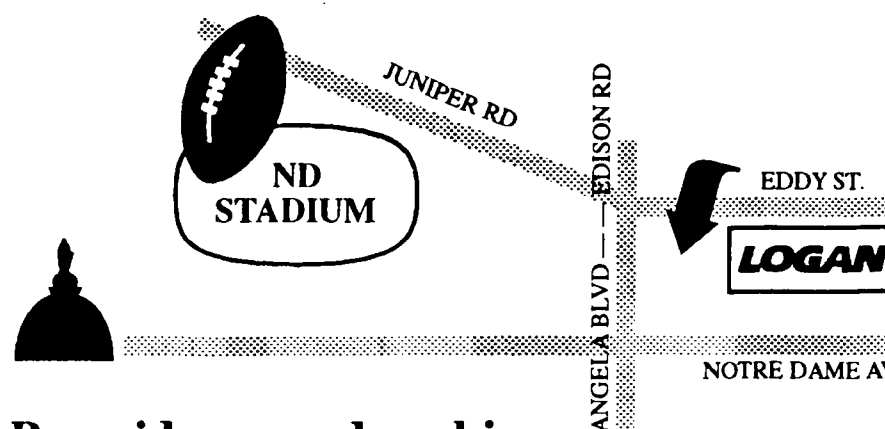 JUNIPER RD
ND
STADIUM
ANGELA BLVD — — EDISON RD
EDDY ST.
LOGAN
NOTRE DAME AV